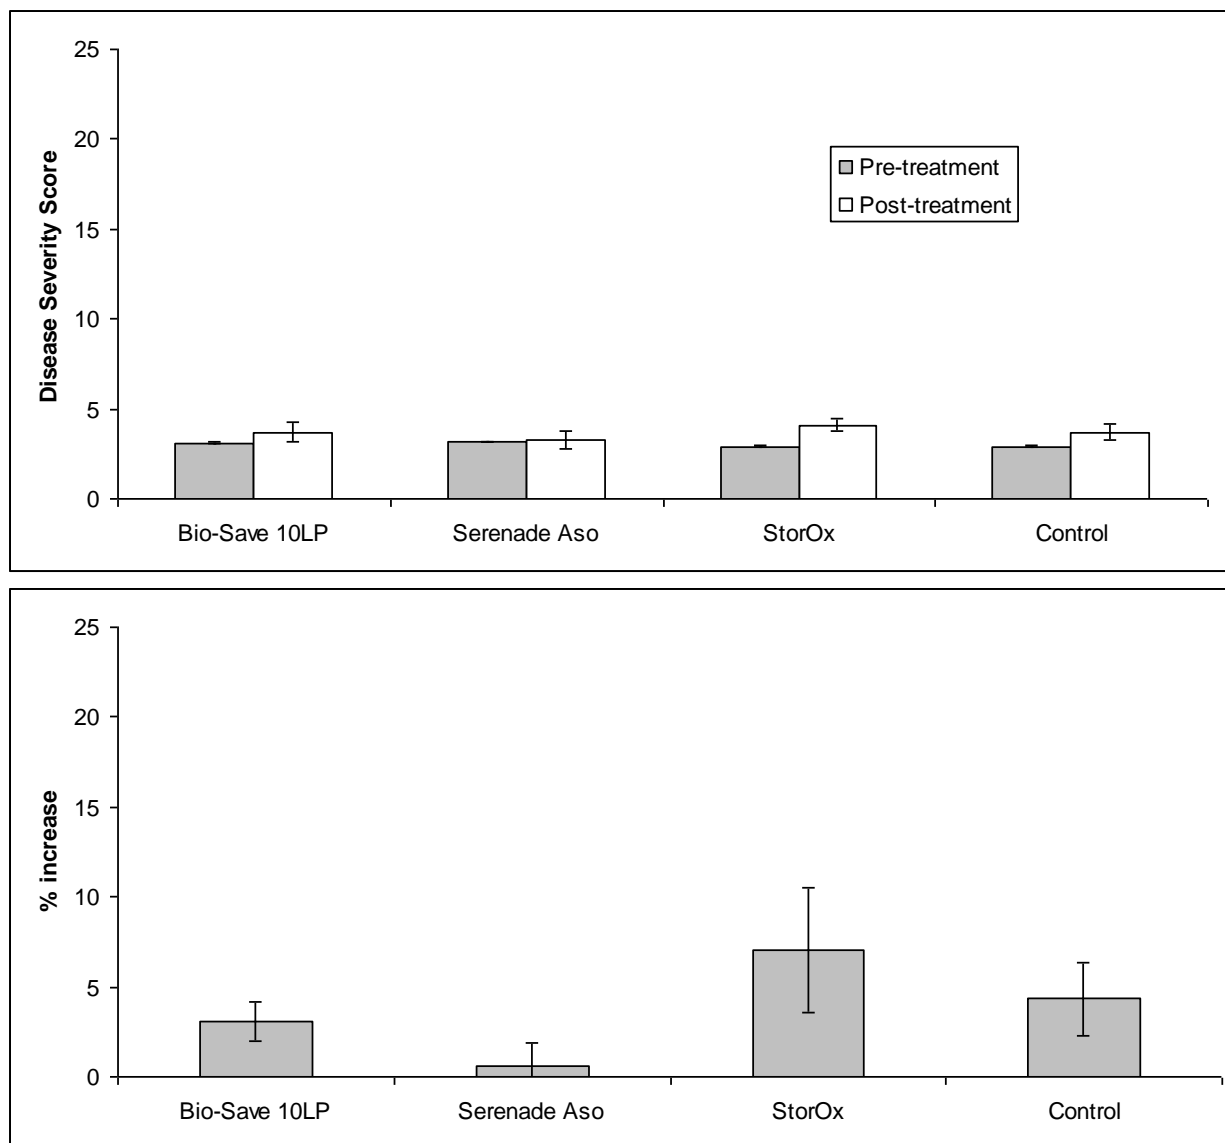 Disease Severity Score
25
20
15
10
5
0
Pre-treatment
Post-treatment
Bio-Save 10LP Serenade Aso StorOx Control
% increase
25
20
15
10
5
0
Bio-Save 10LP Serenade Aso StorOx Control